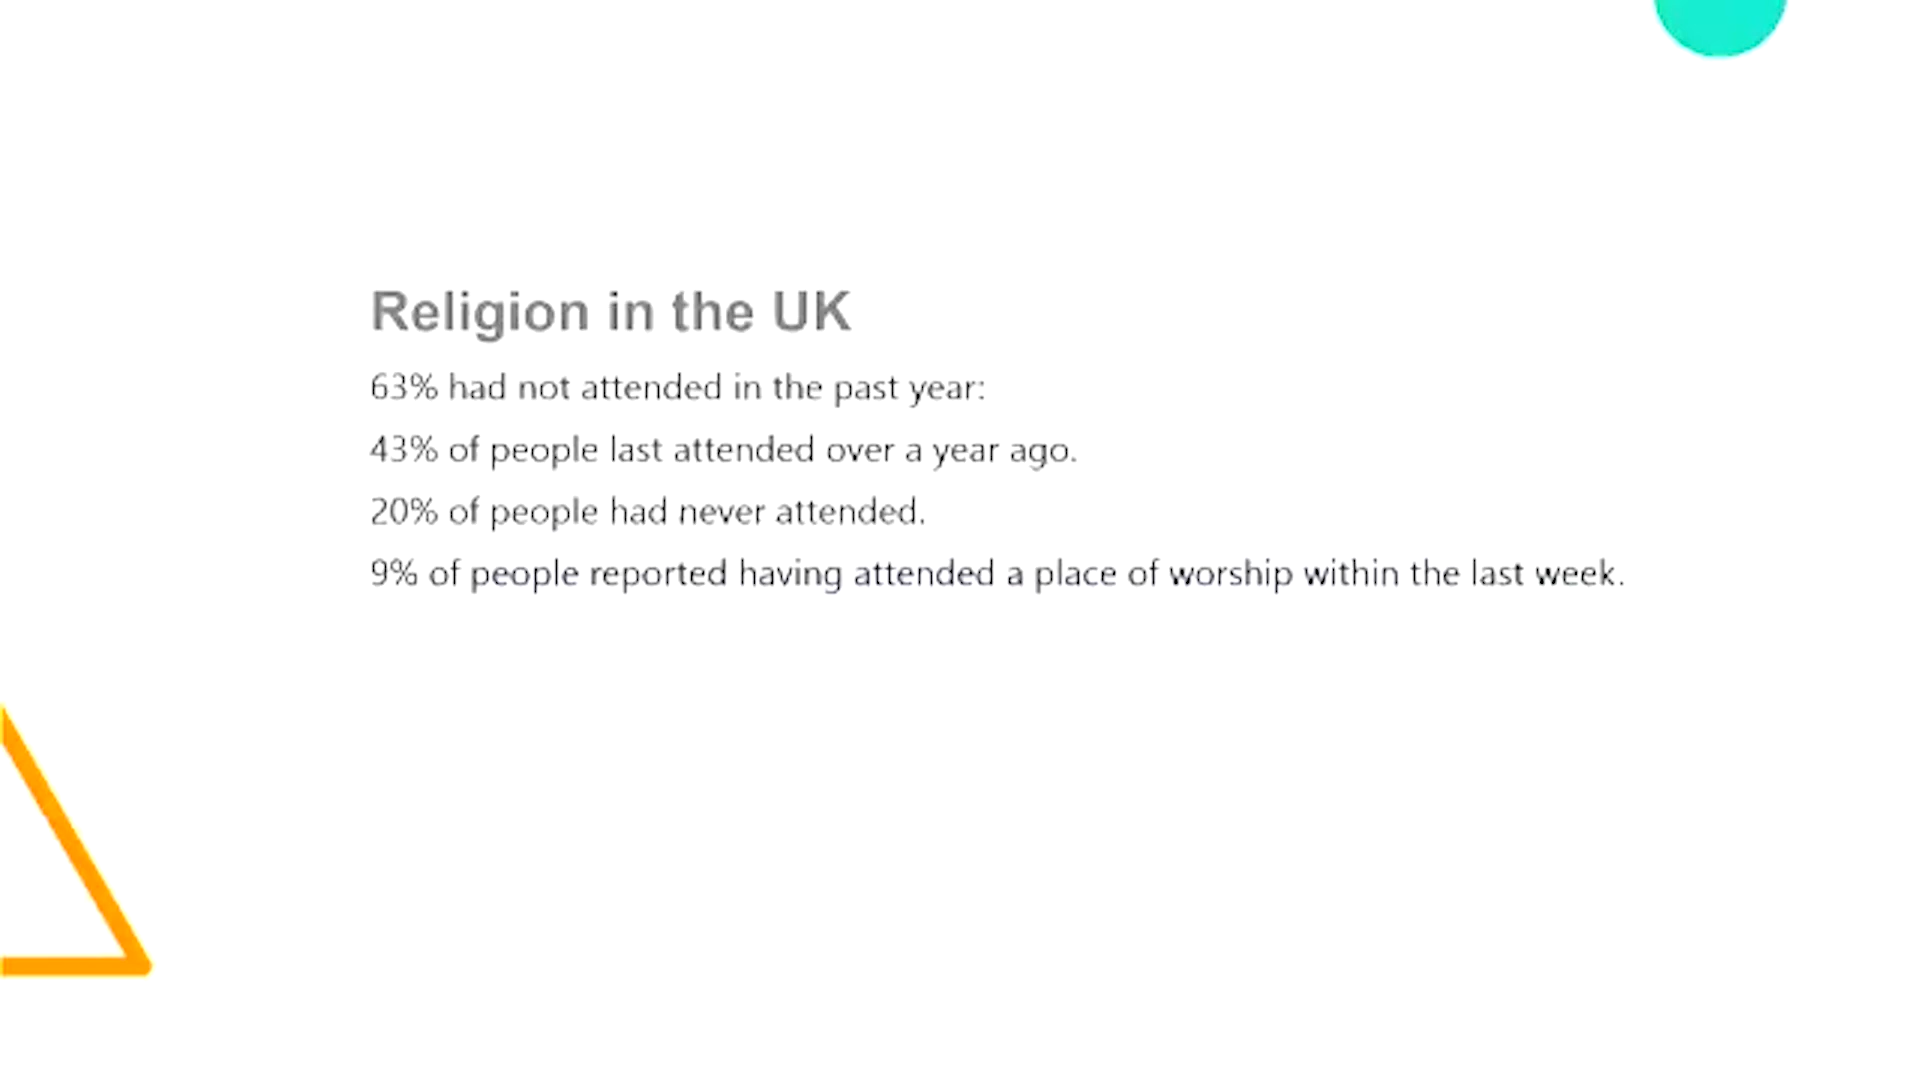 Religion in the UK
63% had not attended in the past year:
43% of people last attended over a year ago.
20% of people had never attended.
9% of people reported having attended a place of worship within the last week.